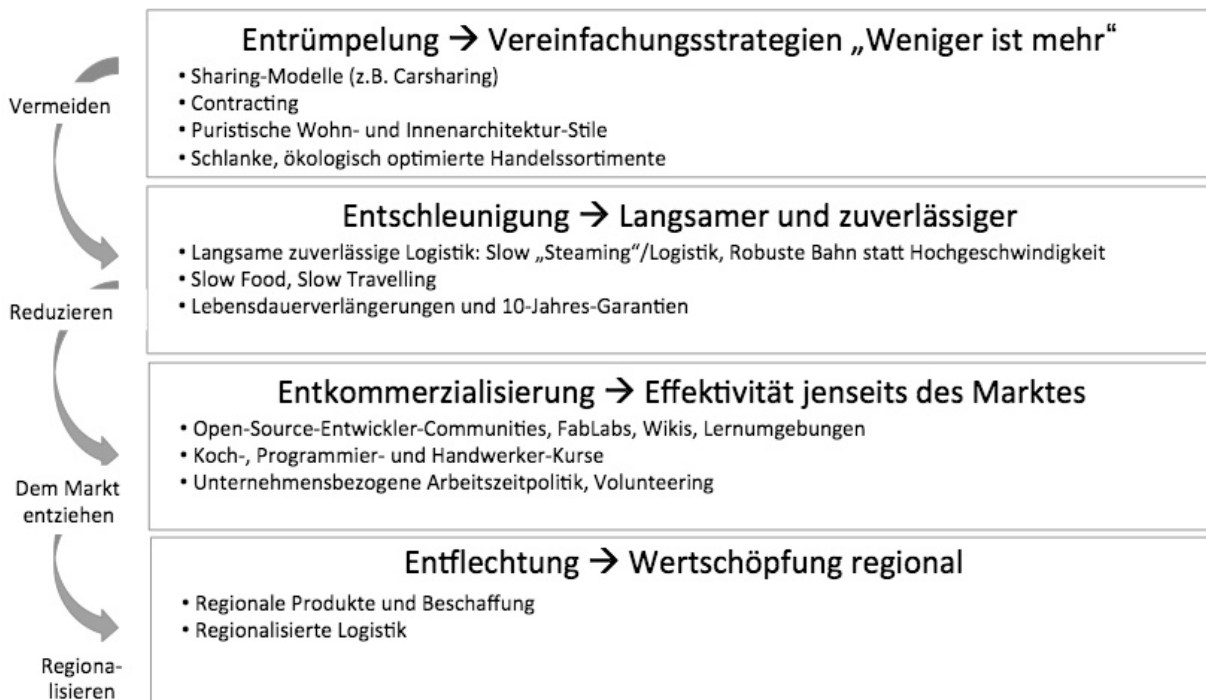 Entrümpelung → Vereinfachungsstrategien „Weniger ist mehr“
• Sharing-Modelle (z.B. Carsharing)
• Contracting
• Puristische Wohn- und Innenarchitektur-Stile
• Schlanke, ökologisch optimierte Handelssortimente
Vermeiden
Entschleunigung → Langsamer und zuverlässiger
• Langsame zuverlässige Logistik: Slow „Steaming“/Logistik, Robuste Bahn statt Hochgeschwindigkeit
• Slow Food, Slow Travelling
• Lebensdauerverlängerungen und 10-Jahres-Garantien
Reduzieren
Entkommerzialisierung → Effektivität jenseits des Marktes
• Open-Source-Entwickler-Communities, FabLabs, Wikis, Lernumgebungen
• Koch-, Programmier- und Handwerker-Kurse
• Unternehmensbezogene Arbeitszeitpolitik, Volunteering
Dem Markt
entziehen
Entflechtung → Wertschöpfung regional
• Regionale Produkte und Beschaffung
• Regionalisierte Logistik
Regiona-
lisieren